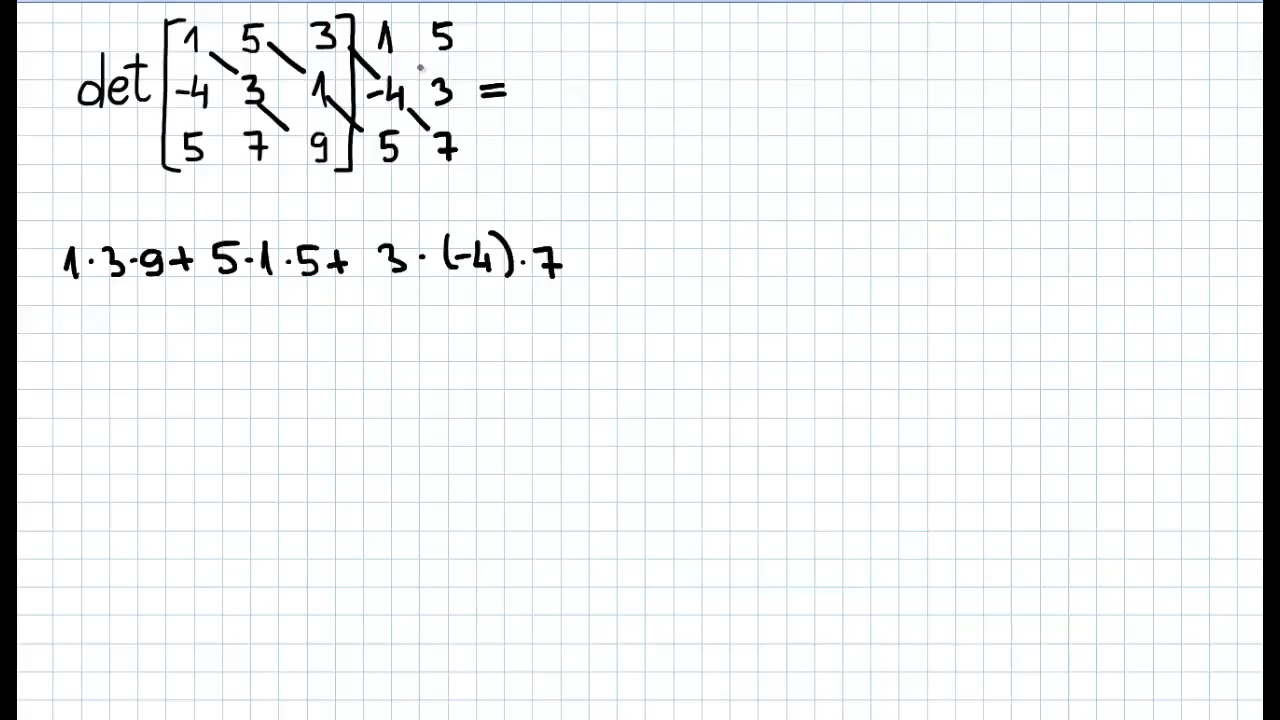 det [ 1 5 3 ] 1 5
-4 3 1 -4 3 =
5 7 9 5 7
1·3·9+ 5·1·5+ 3·(-4)·7